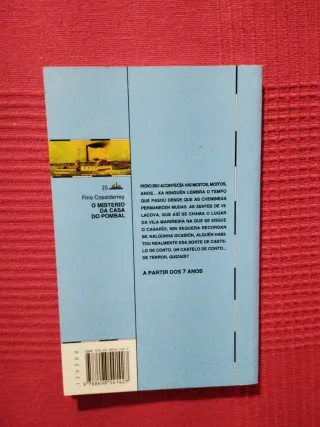 20
Fina Casalderrey
O MISTERIO
DA CASA
DO POMBAL
PERO ISO ACONTECÍA HAI MOITOS, MOITOS,
ANOS... XA NINGUÉN LEMBRA O TEMPO
QUE PASOU DENDE QUE AS CHEMINEAS
PERMANECEN MUDAS. AS XENTES DE VI-
LACOVA, QUE ASÍ SE CHAMA O LUGAR
DA VILA MARIÑEIRA NA QUE SE ERGUE
O CASARÍO, NIN SEQUERA RECORDAN
SE, NALGUNHA OCASIÓN, ALGUÉN HABI-
TOU REALMENTE ESA SORTE DE CASTE-
LO DE CONTO. UN CASTELO DE CONTO...
DE TERROR, QUIZAIS?
A PARTIR DOS 7 ANOS